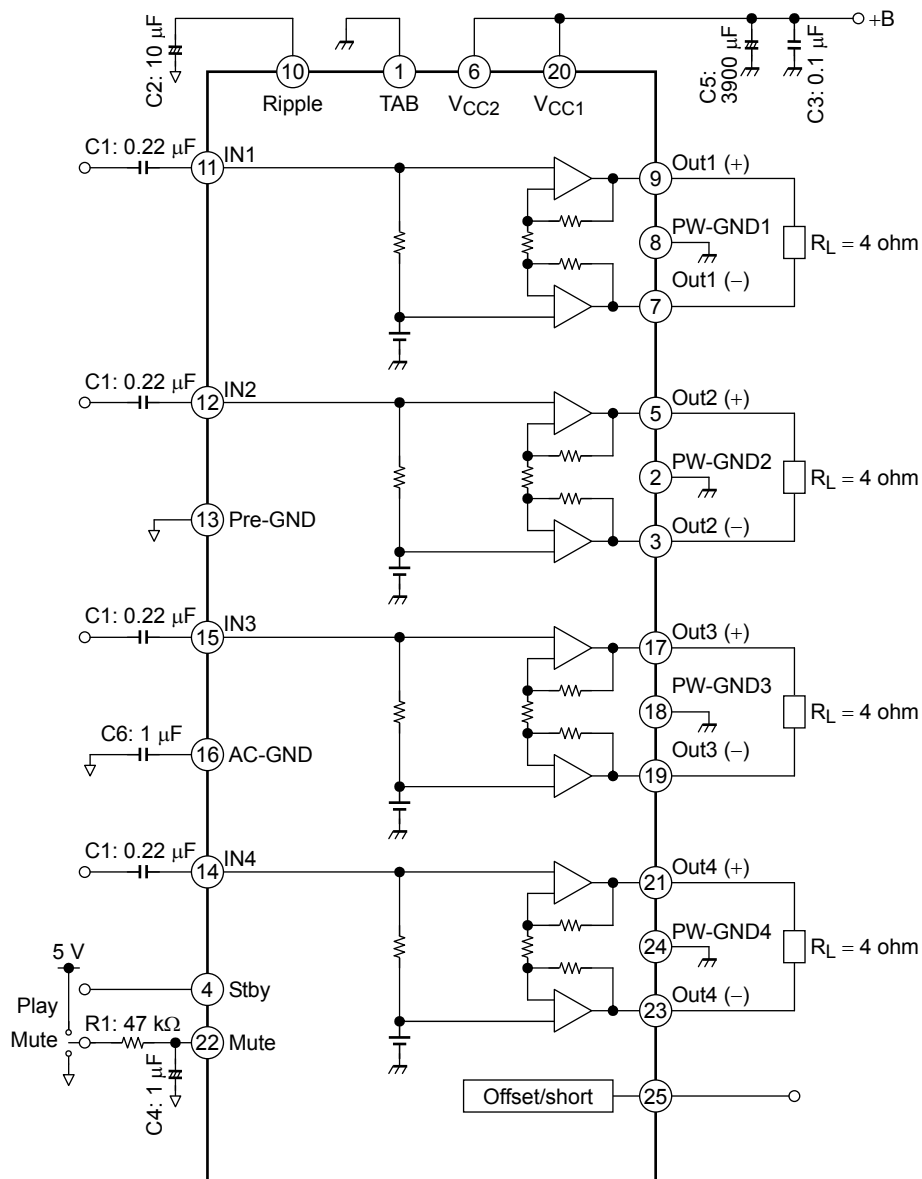 +B
C2: 10 µF
10
1
6
20
C5: 3900 µF
C3: 0.1 µF
Ripple
TAB
VCC2
VCC1
C1: 0.22 µF
11
IN1
9
Out1 (+)
8
PW-GND1
RL = 4 ohm
7
Out1 (−)
C1: 0.22 µF
12
IN2
5
Out2 (+)
2
PW-GND2
RL = 4 ohm
13
Pre-GND
3
Out2 (−)
C1: 0.22 µF
15
IN3
17
Out3 (+)
18
PW-GND3
RL = 4 ohm
C6: 1 µF
16
AC-GND
19
Out3 (−)
C1: 0.22 µF
14
IN4
21
Out4 (+)
24
PW-GND4
RL = 4 ohm
5 V
4
Stby
23
Out4 (−)
Play
Mute
R1: 47 kΩ
22
Mute
C4: 1 µF
Offset/short
25